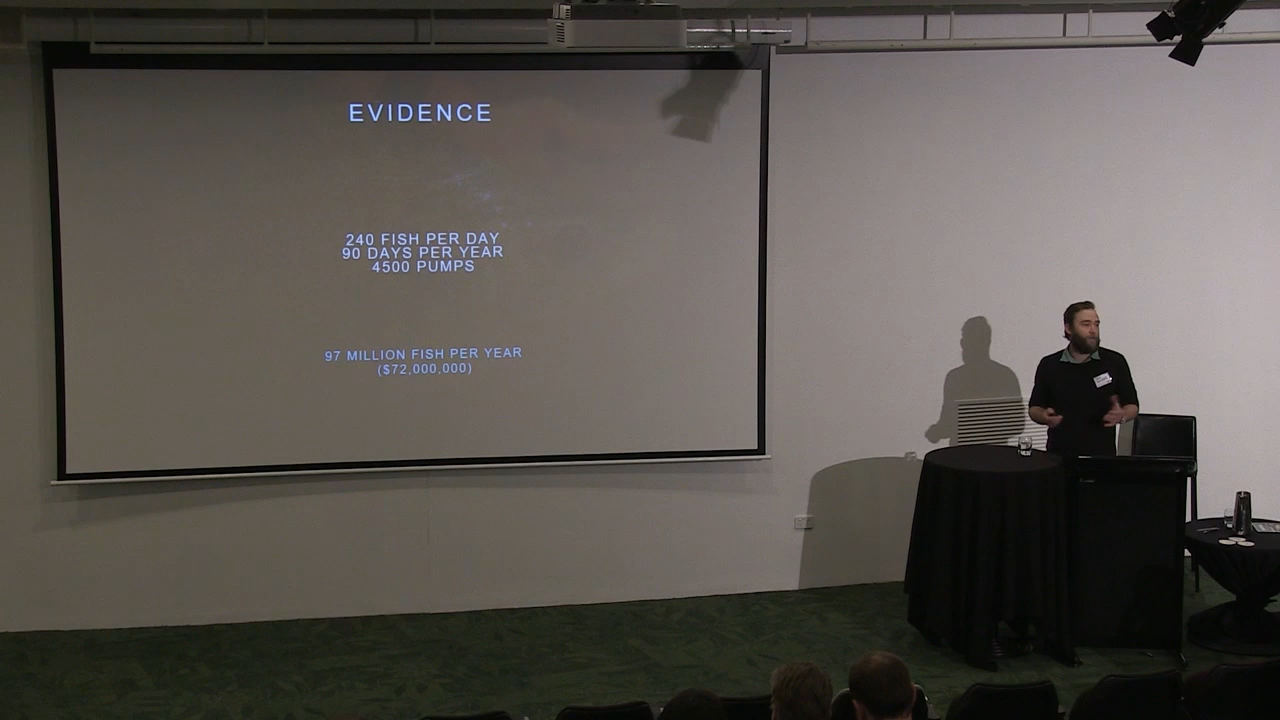 EVIDENCE
240 FISH PER DAY
90 DAYS PER YEAR
4500 PUMPS
97 MILLION FISH PER YEAR
($72,000,000)